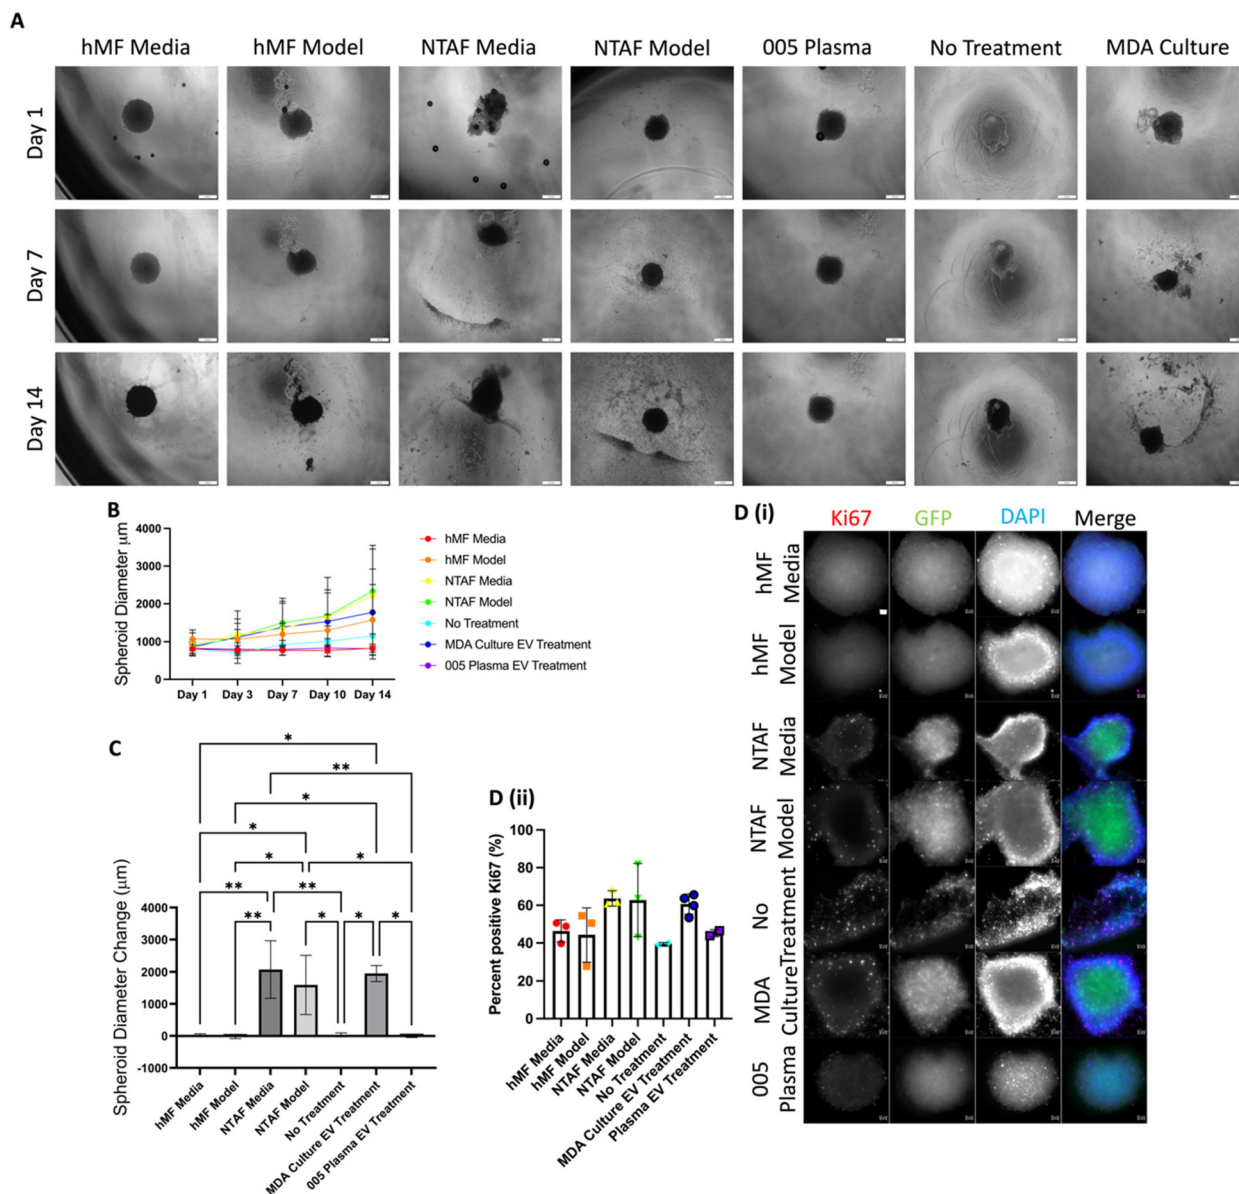 A
hMF Media
hMF Model
NTAF Media
NTAF Model
005 Plasma
No Treatment
MDA Culture
Day 1
Day 7
Day 14
B
Spheroid Diameter μm
4000
3000
2000
1000
0
Day 1
Day 3
Day 7
Day 10
Day 14
hMF Media
hMF Model
NTAF Media
NTAF Model
No Treatment
MDA Culture EV Treatment
005 Plasma EV Treatment
C
*
**
*
*
*
*
**
**
**
*
*
*
Spheroid Diameter Change (μm)
4000
3000
2000
1000
0
-1000
hMF Media
hMF Model
NTAF Media
NTAF Model
No Treatment
MDA Culture EV Treatment
005 Plasma EV Treatment
D (ii)
Percent positive Ki67 (%)
100
80
60
40
20
0
hMF Media
hMF Model
NTAF Media
NTAF Model
No Treatment
MDA Culture EV Treatment
Plasma EV Treatment
D (i)
Ki67
GFP
DAPI
Merge
hMF
Media
hMF
Model
NTAF
Media
NTAF
Model
No
Treatment
MDA
Culture
005
Plasma